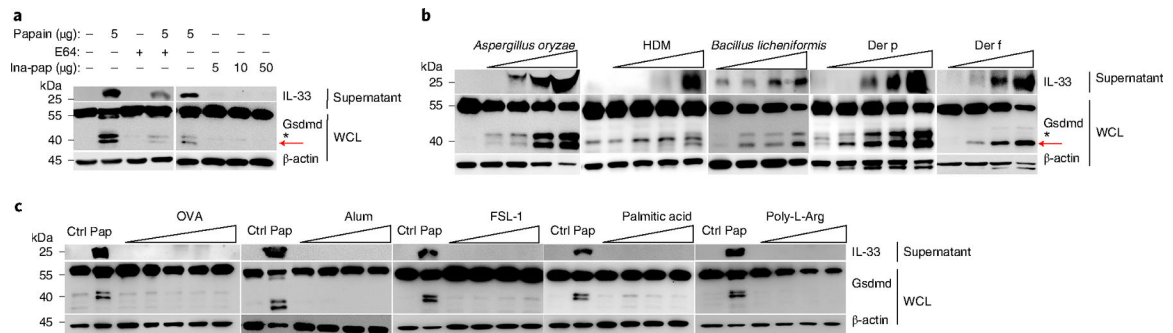 a
Papain (μg): – 5 – 5 5 – – –
E64: – – + + – – – –
Ina-pap (μg): – – – – – 5 10 50
kDa
25
55
40
45
IL-33
Supernatant
Gsdmd
*
WCL
β-actin
b
Aspergillus oryzae HDM Bacillus licheniformis Der p Der f
kDa
25
55
40
IL-33
Supernatant
Gsdmd
*
WCL
β-actin
c
OVA Alum FSL-1 Palmitic acid Poly-L-Arg
Ctrl Pap Ctrl Pap Ctrl Pap Ctrl Pap Ctrl Pap
kDa
25
55
40
45
IL-33
Supernatant
Gsdmd
WCL
β-actin